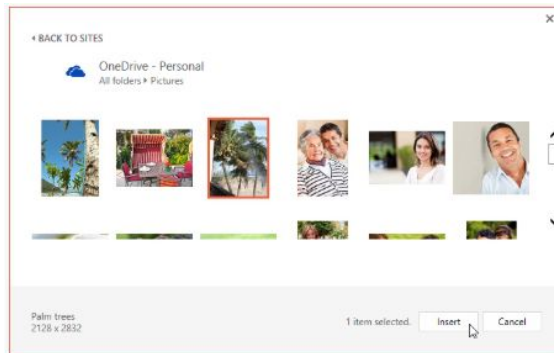 BACK TO SITES
OneDrive - Personal
All folders ▸ Pictures
Palm trees
2128 x 2832
1 item selected.
Insert
Cancel